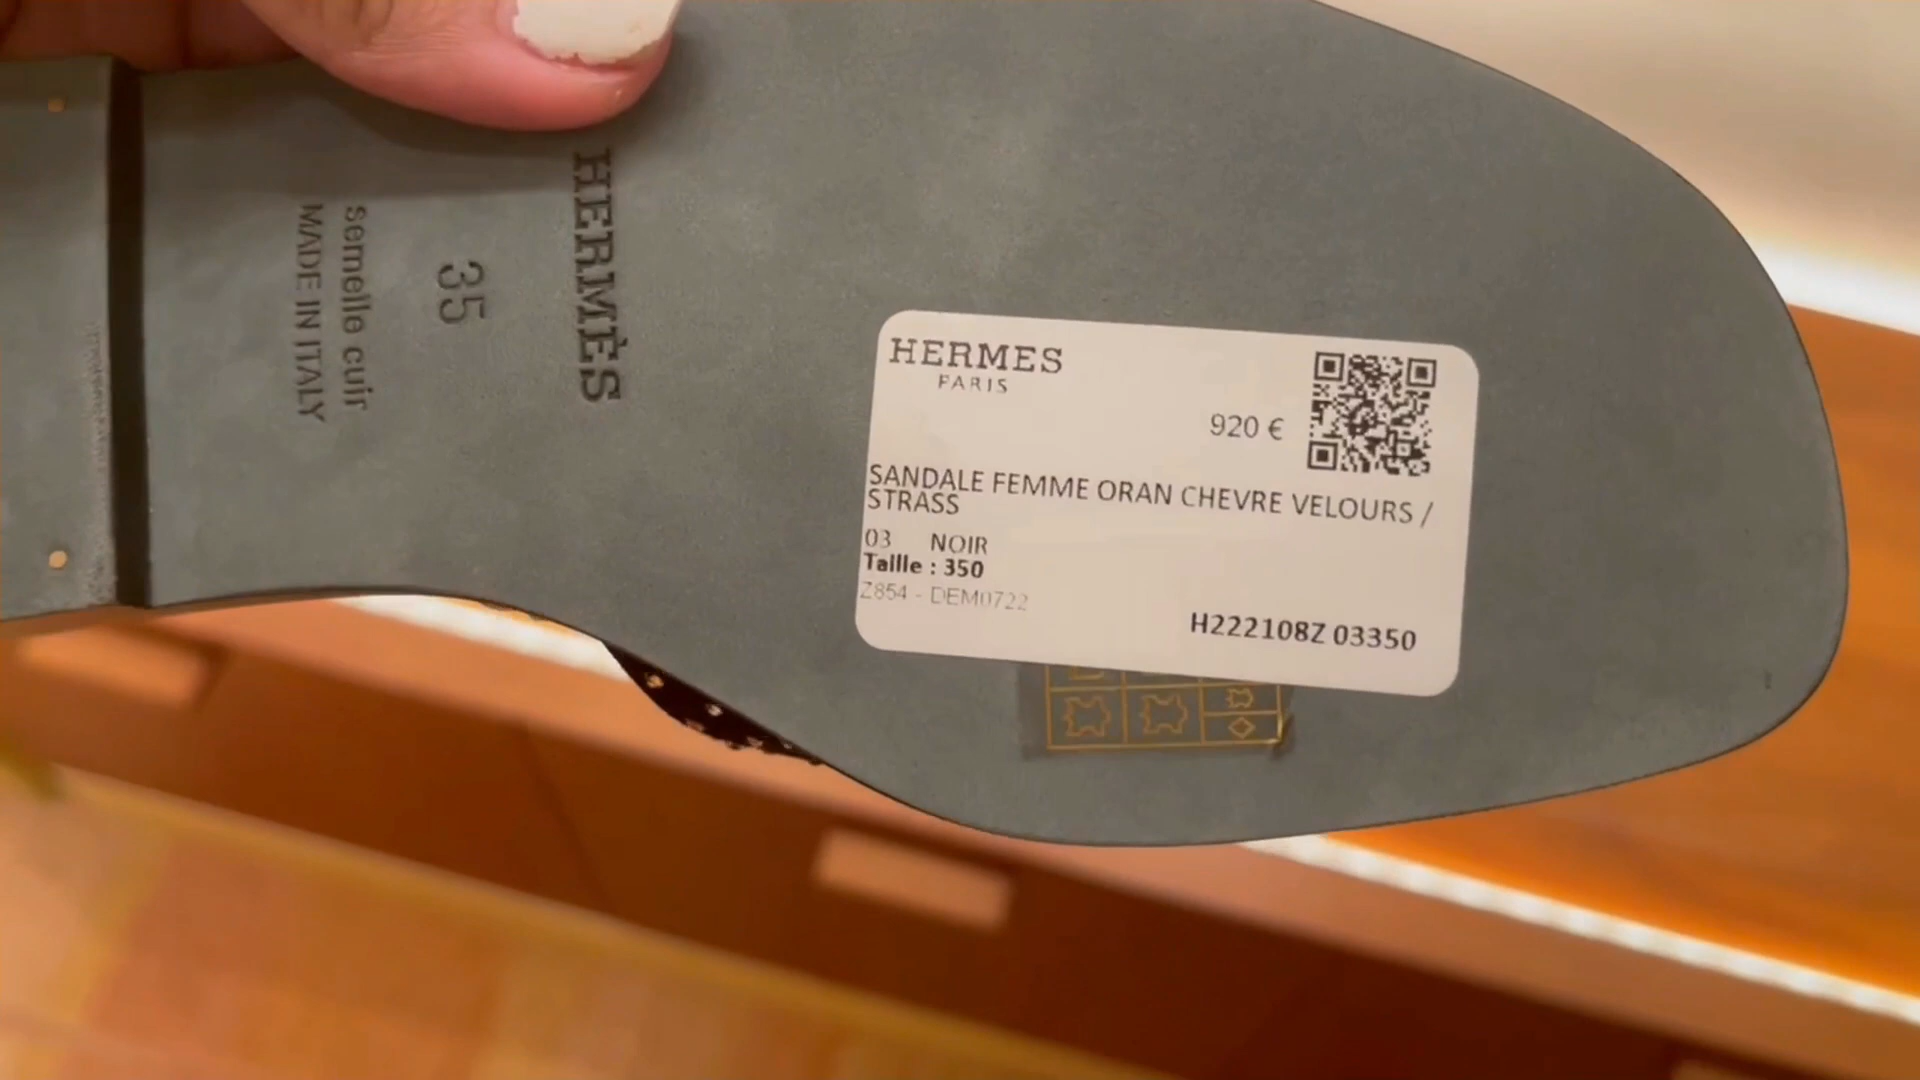 HERMÈS
35
semelle cuir
MADE IN ITALY
HERMES
PARIS
920 €
SANDALE FEMME ORAN CHEVRE VELOURS /
STRASS
03 NOIR
Taille : 350
Z854 - DEM0722
H222108Z 03350